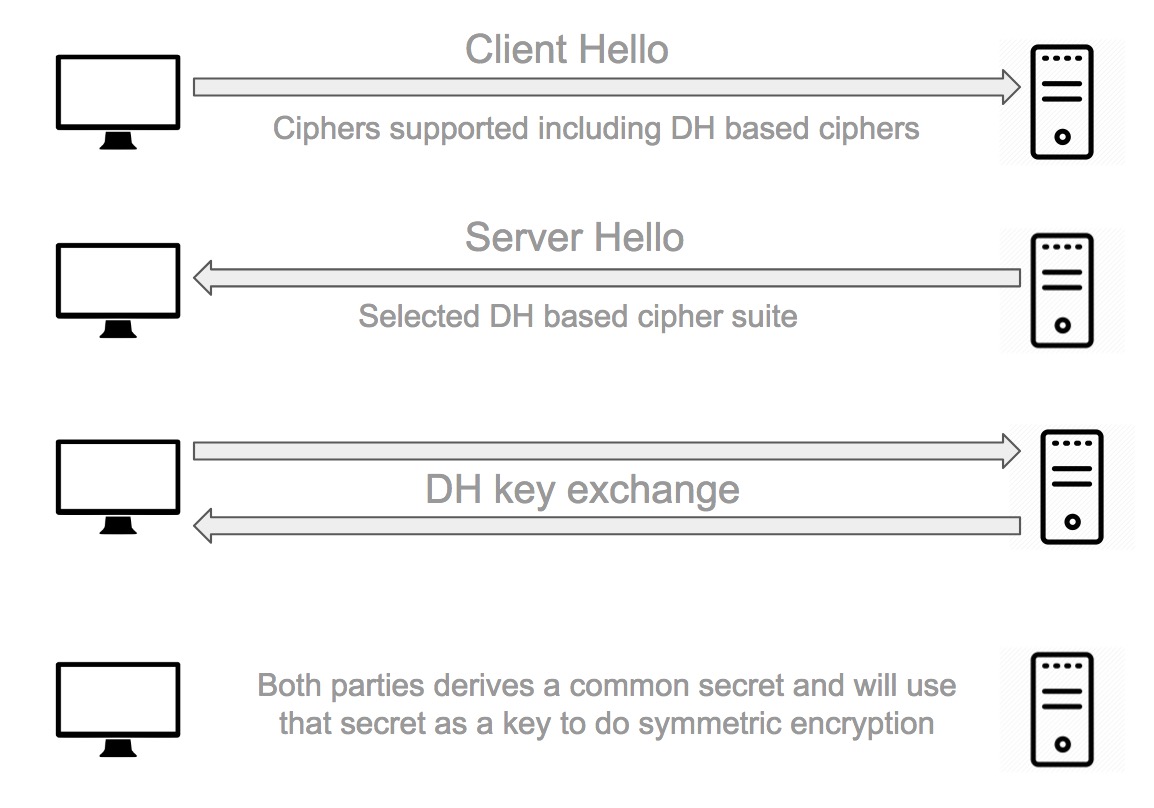 Client Hello
Ciphers supported including DH based ciphers
Server Hello
Selected DH based cipher suite
DH key exchange
Both parties derives a common secret and will use
that secret as a key to do symmetric encryption